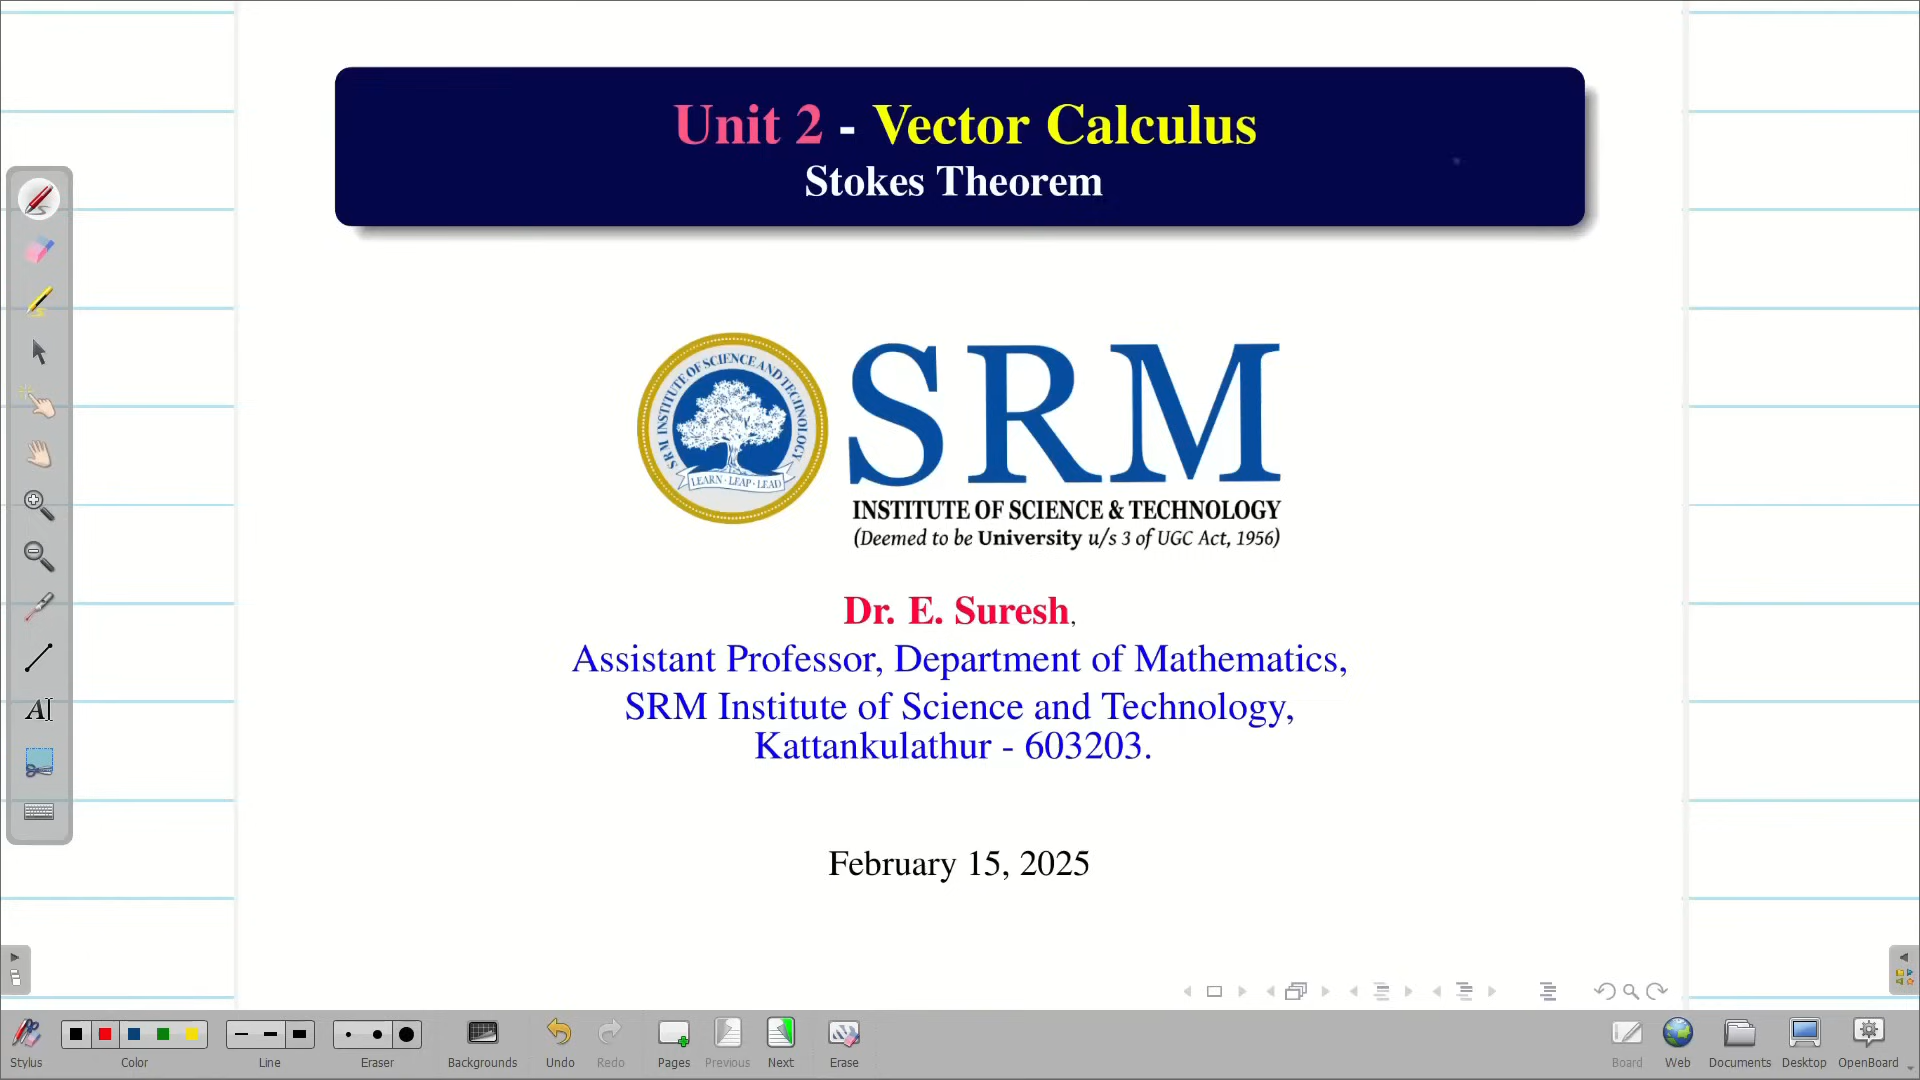 Unit 2 - Vector Calculus
Stokes Theorem
SRM INSTITUTE OF SCIENCE AND TECHNOLOGY
LEARN · LEAP · LEAD
SRM
INSTITUTE OF SCIENCE & TECHNOLOGY
(Deemed to be University u/s 3 of UGC Act, 1956)
Dr. E. Suresh,
Assistant Professor, Department of Mathematics,
SRM Institute of Science and Technology,
Kattankulathur - 603203.
February 15, 2025
Stylus Color Line Eraser Backgrounds Undo Redo Pages Previous Next Erase Board Web Documents Desktop OpenBoard